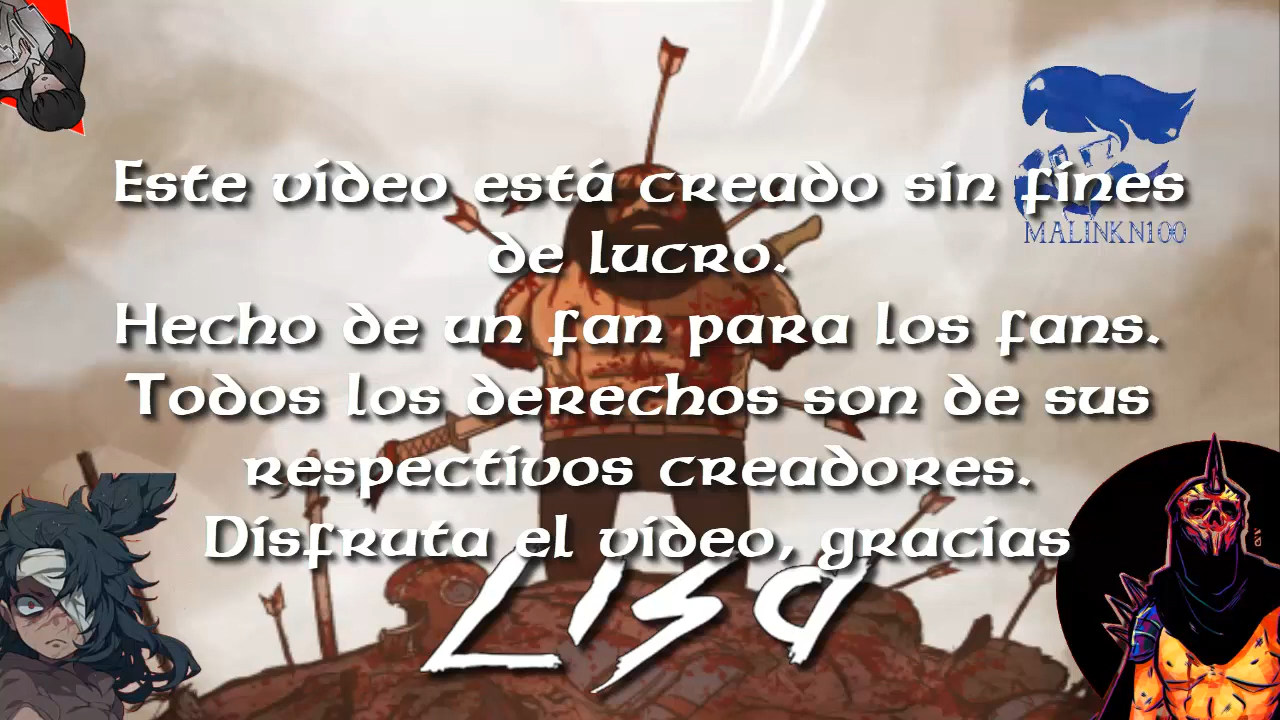 Este vídeo está creado sin fines
MALINKN100
de lucro.
Hecho de un fan para los fans.
Todos los derechos son de sus
respectivos creadores.
Disfruta el vídeo, gracias
LISA